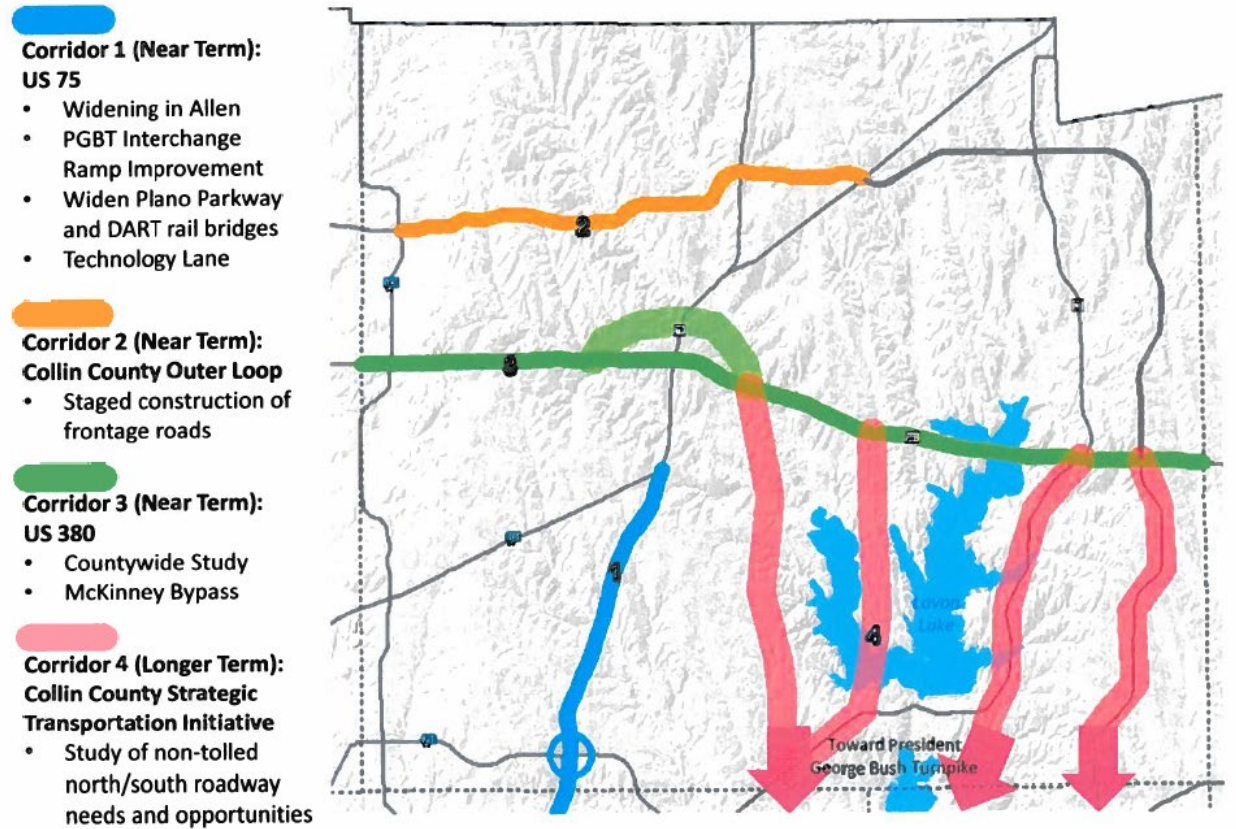 Corridor 1 (Near Term):
US 75
• Widening in Allen
• PGBT Interchange
Ramp Improvement
• Widen Plano Parkway
and DART rail bridges
• Technology Lane
Corridor 2 (Near Term):
Collin County Outer Loop
• Staged construction of
frontage roads
Corridor 3 (Near Term):
US 380
• Countywide Study
• McKinney Bypass
Corridor 4 (Longer Term):
Collin County Strategic
Transportation Initiative
• Study of non-tolled
north/south roadway
needs and opportunities
2
3
1
4
Lavon
Lake
Toward President
George Bush Turnpike